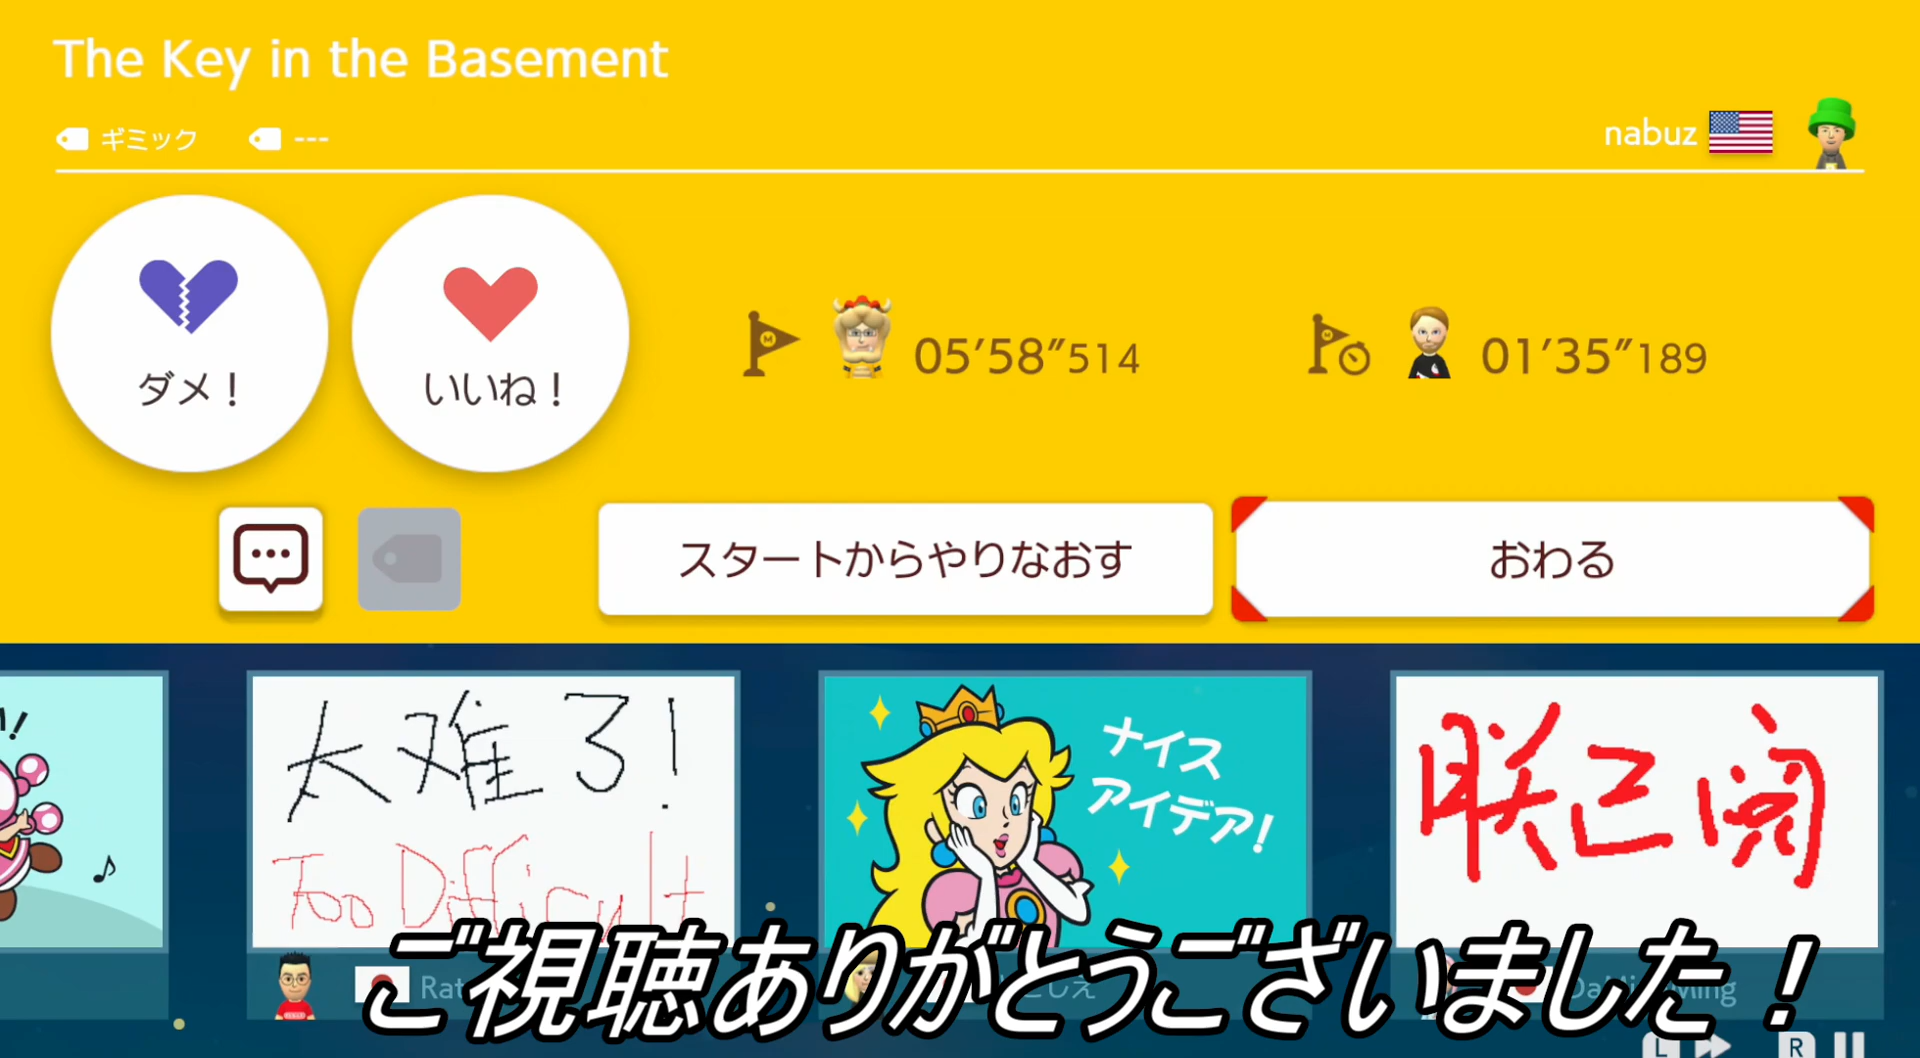 The Key in the Basement
ギミック
---
nabuz
ダメ！
いいね！
05’58”514
01’35”189
スタートからやりなおす
おわる
太难了!
Too Difficult
ナイス
アイデア!
朕已阅
ご視聴ありがとうございました！
L
R